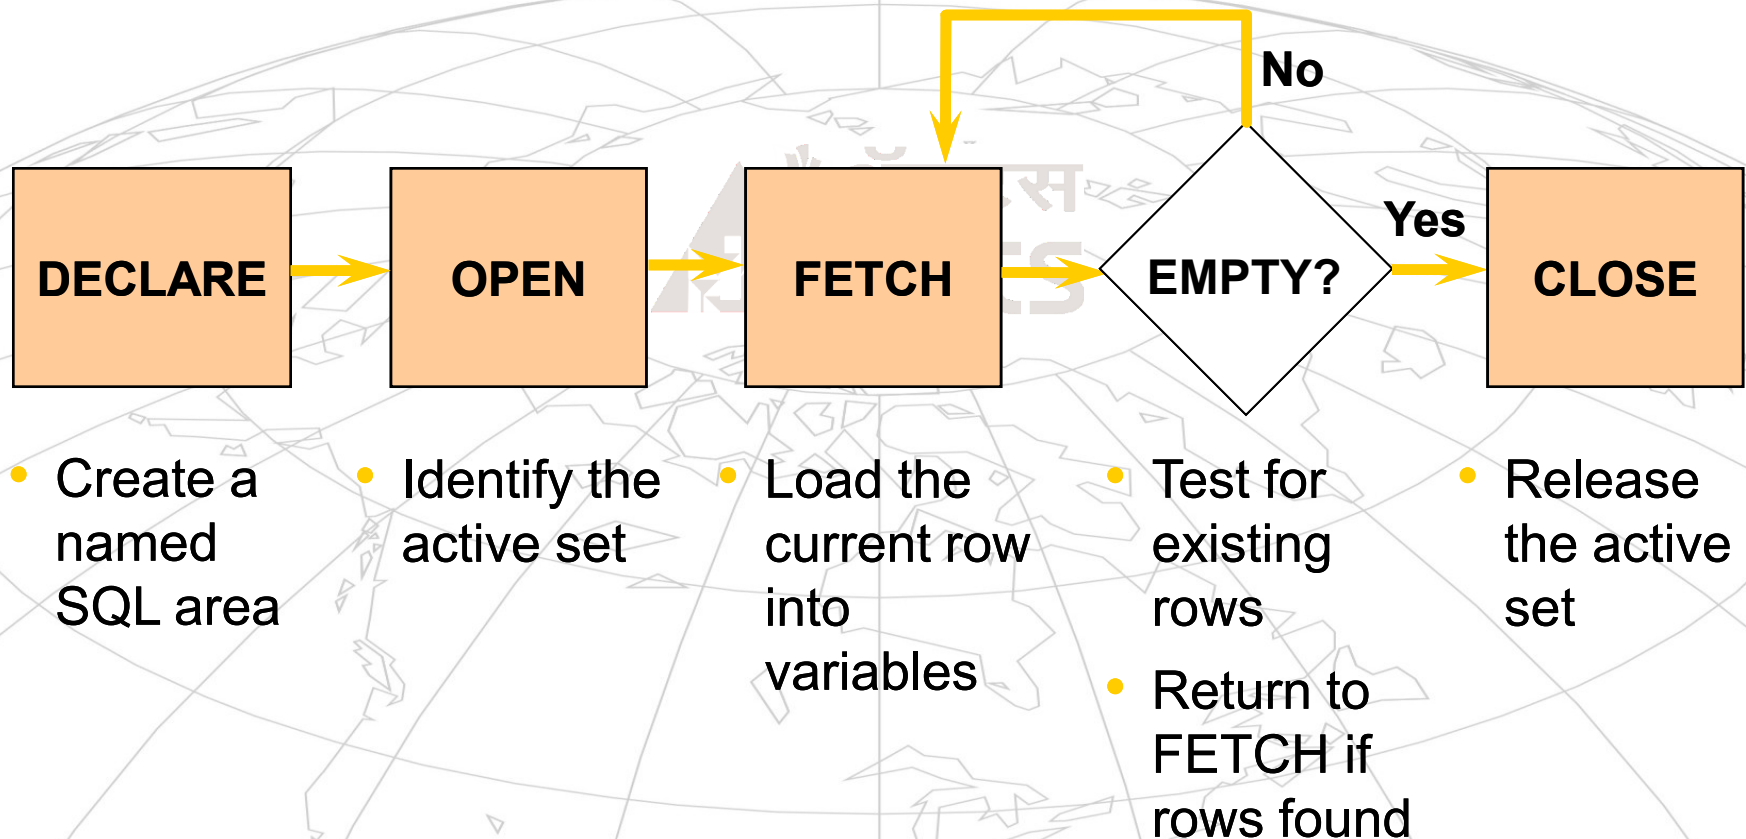 No
Yes
DECLARE
OPEN
FETCH
EMPTY?
CLOSE
• Create a
named
SQL area
• Identify the
active set
• Load the
current row
into
variables
• Test for
existing
rows
• Return to
FETCH if
rows found
• Release
the active
set